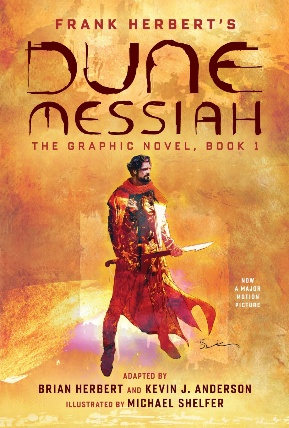 FRANK HERBERT'S
DUNE
MESSIAH
THE GRAPHIC NOVEL, BOOK 1
NOW
A MAJOR
MOTION
PICTURE
ADAPTED BY
BRIAN HERBERT AND KEVIN J. ANDERSON
ILLUSTRATED BY MICHAEL SHELFER